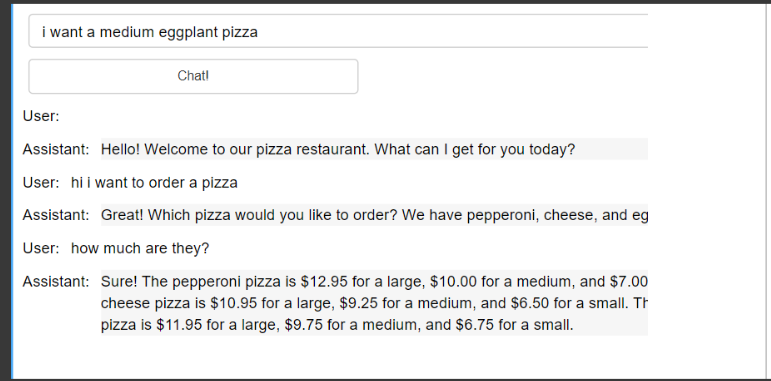 i want a medium eggplant pizza
Chat!
User:
Assistant: Hello! Welcome to our pizza restaurant. What can I get for you today?
User: hi i want to order a pizza
Assistant: Great! Which pizza would you like to order? We have pepperoni, cheese, and eg
User: how much are they?
Assistant: Sure! The pepperoni pizza is $12.95 for a large, $10.00 for a medium, and $7.00
cheese pizza is $10.95 for a large, $9.25 for a medium, and $6.50 for a small. Th
pizza is $11.95 for a large, $9.75 for a medium, and $6.75 for a small.